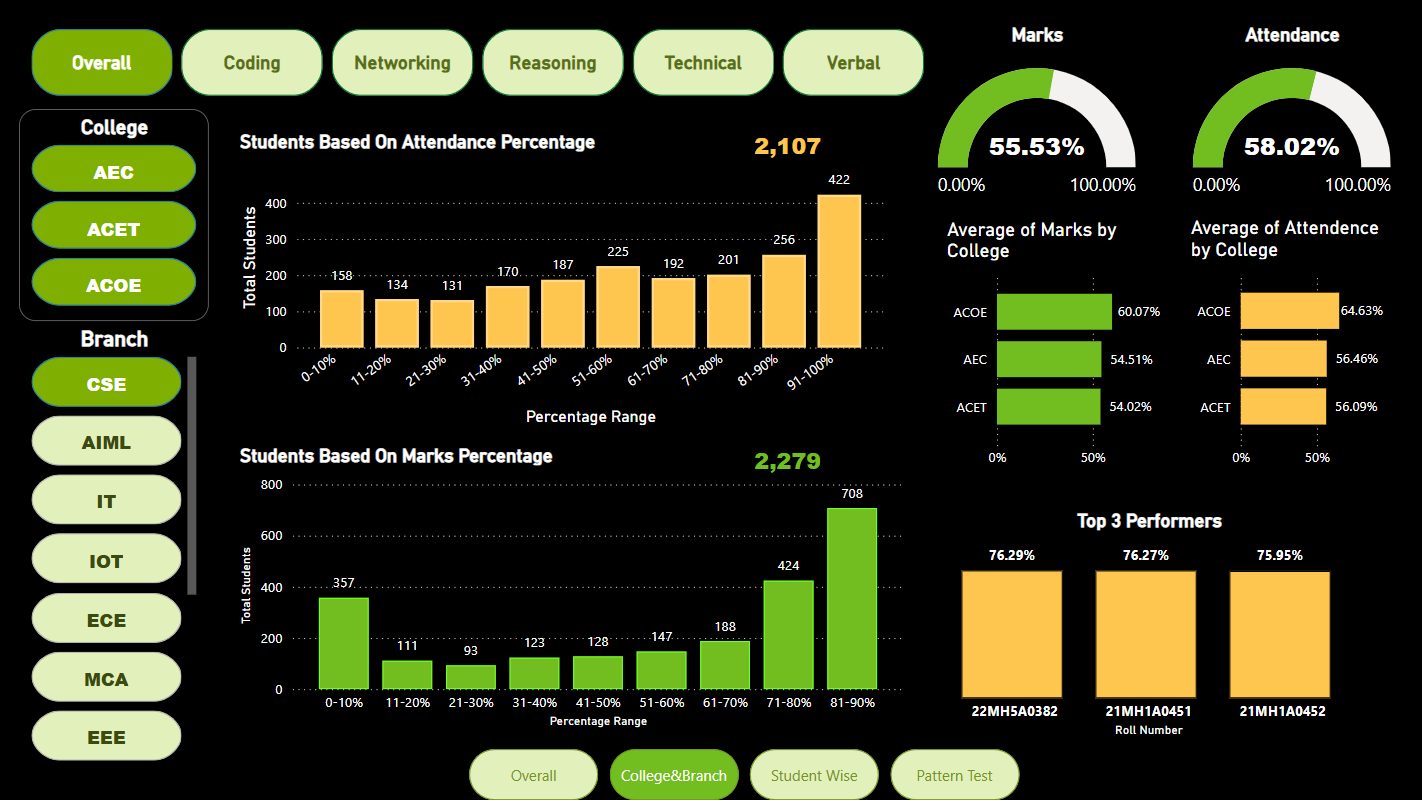 Overall
Coding
Networking
Reasoning
Technical
Verbal
College
AEC
ACET
ACOE
Branch
CSE
AIML
IT
IOT
ECE
MCA
EEE
Students Based On Attendance Percentage
2,107
Total Students
400
300
200
100
0
158
134
131
170
187
225
192
201
256
422
0-10%
11-20%
21-30%
31-40%
41-50%
51-60%
61-70%
71-80%
81-90%
91-100%
Percentage Range
Students Based On Marks Percentage
2,279
Total Students
800
600
400
200
0
357
111
93
123
128
147
188
424
708
0-10%
11-20%
21-30%
31-40%
41-50%
51-60%
61-70%
71-80%
81-90%
Percentage Range
Marks
55.53%
0.00%
100.00%
Attendance
58.02%
0.00%
100.00%
Average of Marks by
College
ACOE
60.07%
AEC
54.51%
ACET
54.02%
0%
50%
Average of Attendence
by College
ACOE
64.63%
AEC
56.46%
ACET
56.09%
0%
50%
Top 3 Performers
76.29%
76.27%
75.95%
22MH5A0382
21MH1A0451
21MH1A0452
Roll Number
Overall
College&Branch
Student Wise
Pattern Test